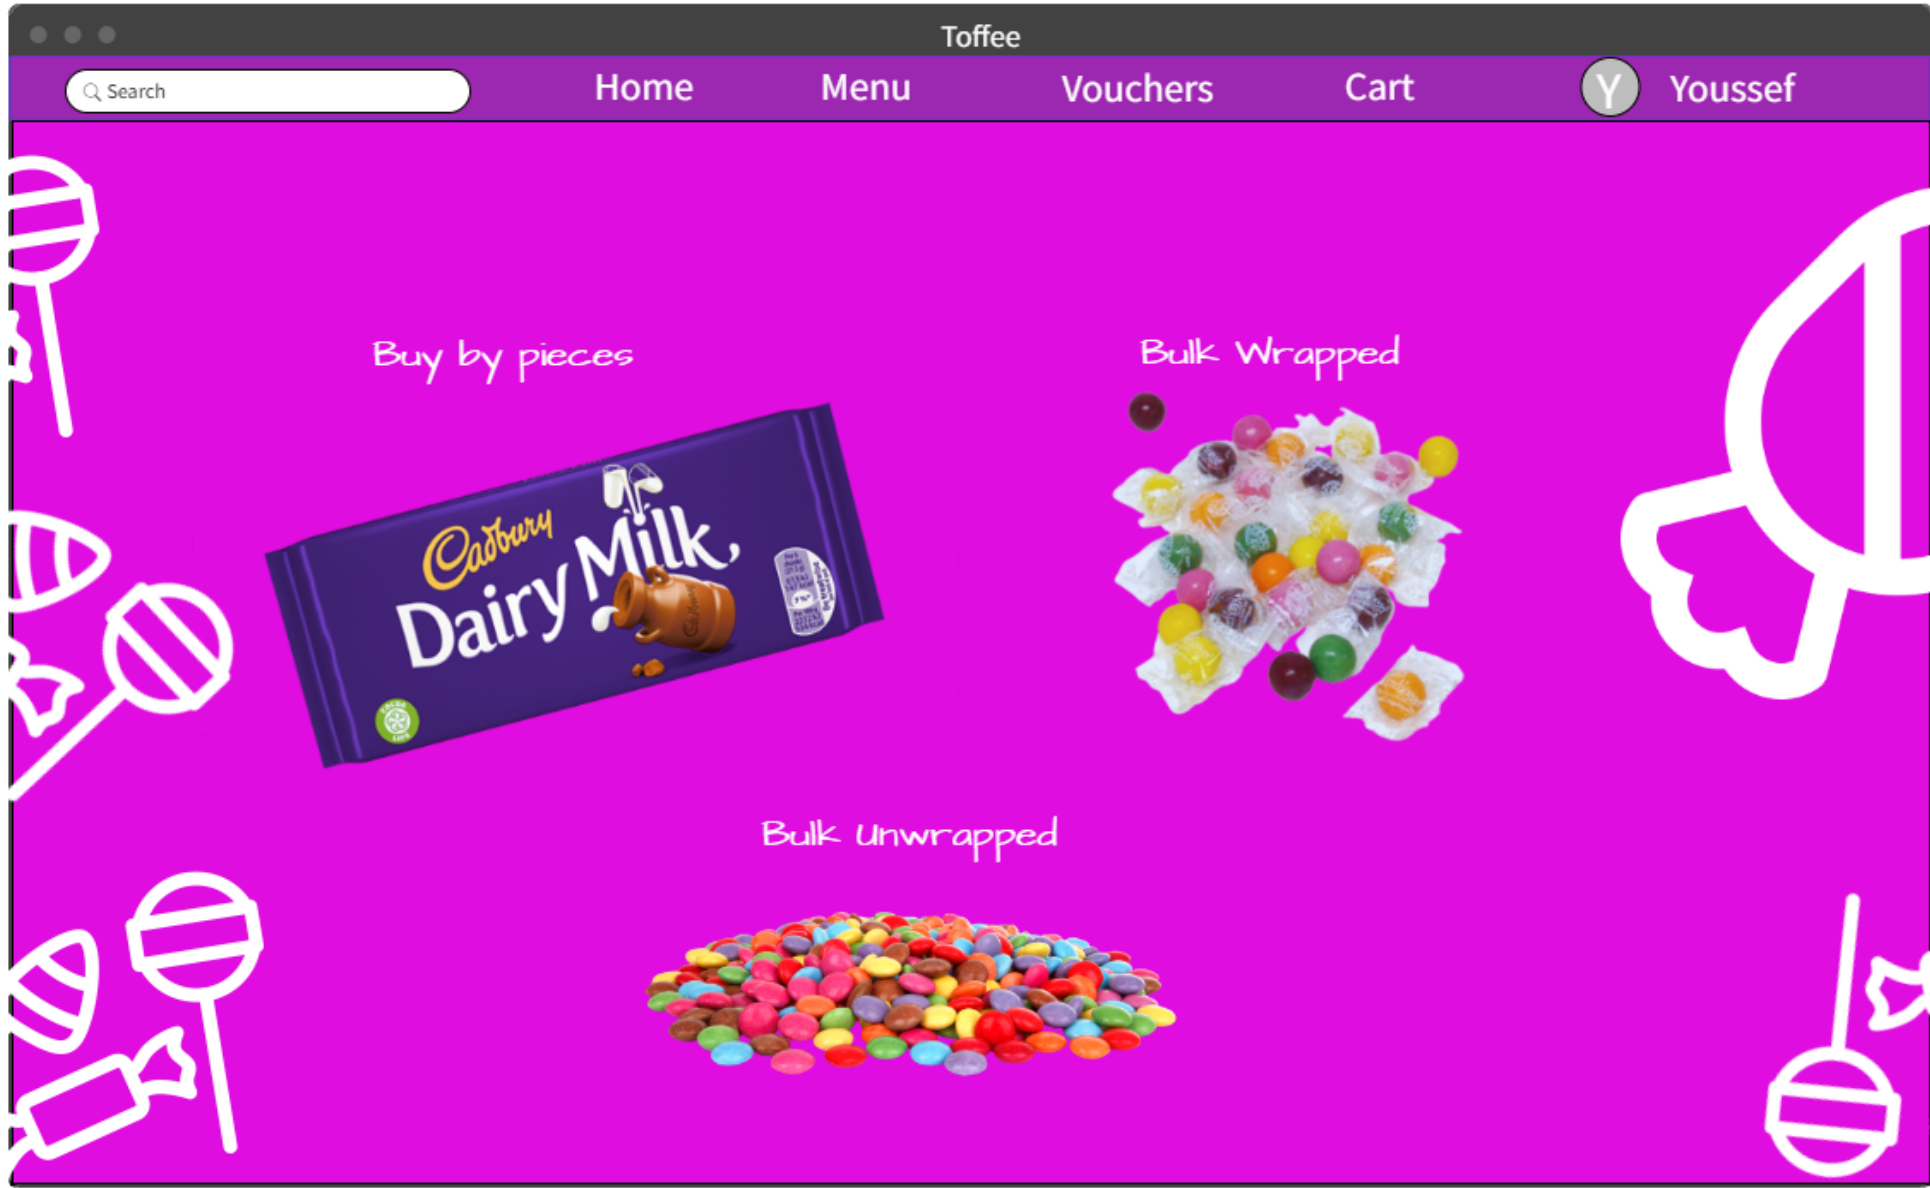 Toffee
Search
Home
Menu
Vouchers
Cart
Y
Youssef
Buy by pieces
Bulk Wrapped
Cadbury
Dairy Milk
Bulk Unwrapped